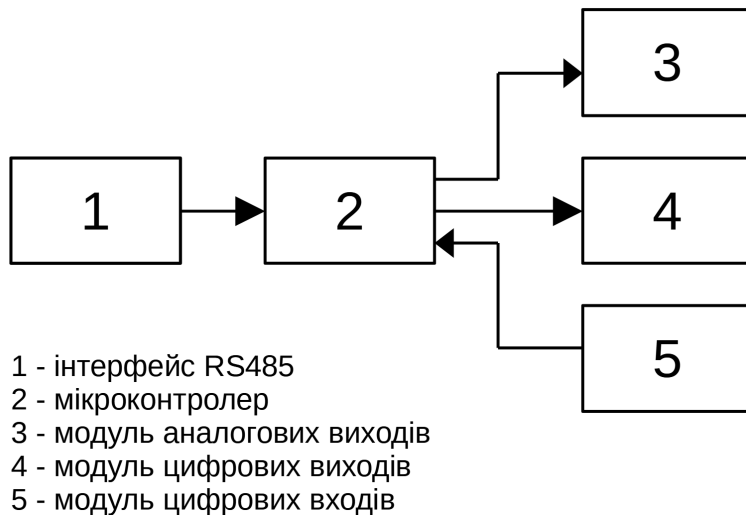 3
1
2
4
5
1 - інтерфейс RS485
2 - мікроконтролер
3 - модуль аналогових виходів
4 - модуль цифрових виходів
5 - модуль цифрових входів